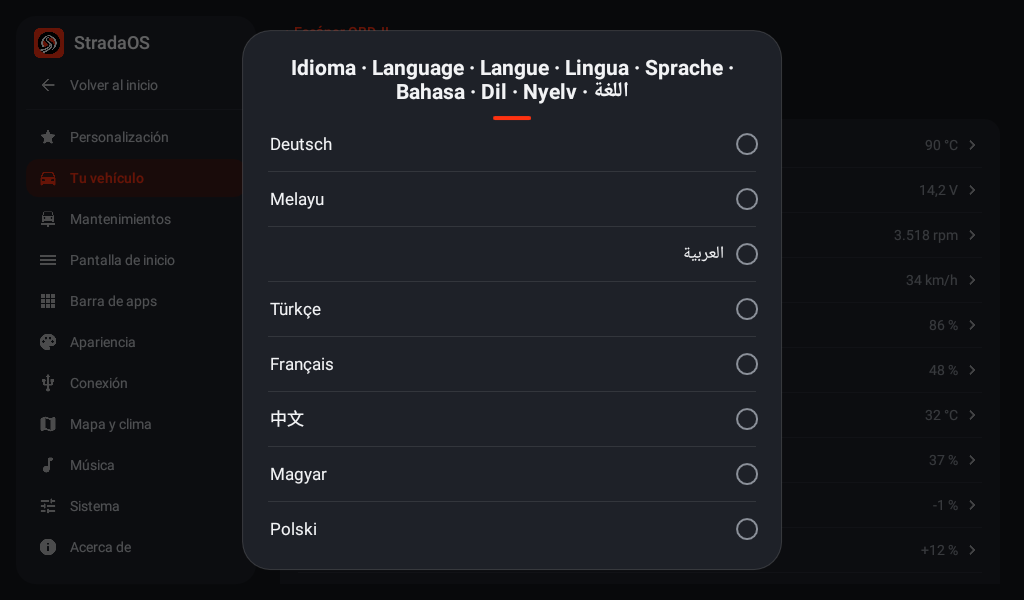 StradaOS
Volver al inicio
Personalización
Tu vehículo
Mantenimientos
Pantalla de inicio
Barra de apps
Apariencia
Conexión
Mapa y clima
Música
Sistema
Acerca de
Idioma · Language · Langue · Lingua · Sprache ·
Bahasa · Dil · Nyelv · اللغة
Deutsch
Melayu
العربية
Türkçe
Français
中文
Magyar
Polski
90 °C
14,2 V
3.518 rpm
34 km/h
86 %
48 %
32 °C
37 %
-1 %
+12 %